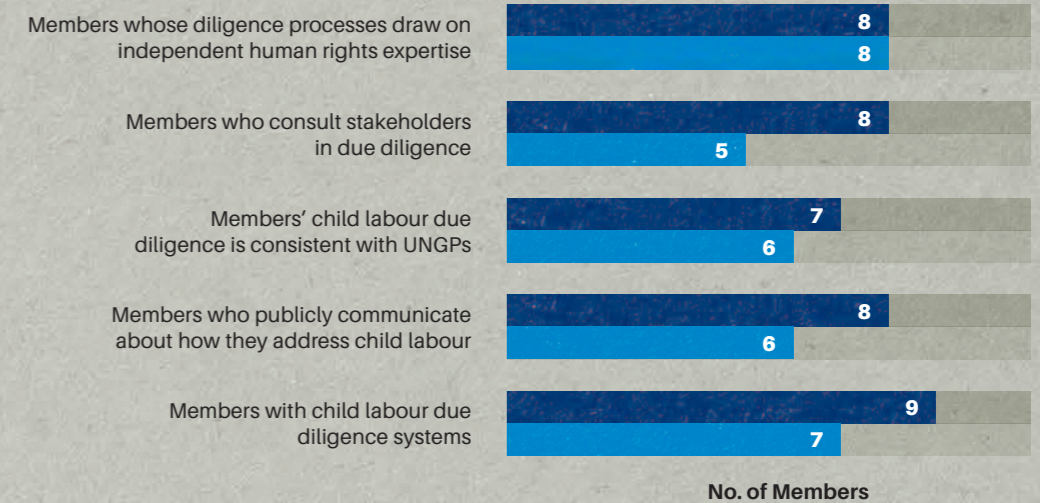 Members whose diligence processes draw on
independent human rights expertise
8
8
Members who consult stakeholders
in due diligence
8
5
Members’ child labour due
diligence is consistent with UNGPs
7
6
Members who publicly communicate
about how they address child labour
8
6
Members with child labour due
diligence systems
9
7
No. of Members